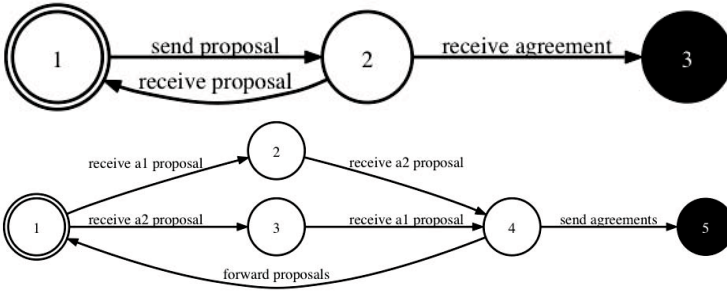 send proposal
receive agreement
1
2
3
receive proposal
2
receive a1 proposal
receive a2 proposal
1
receive a2 proposal
3
receive a1 proposal
4
send agreements
5
forward proposals